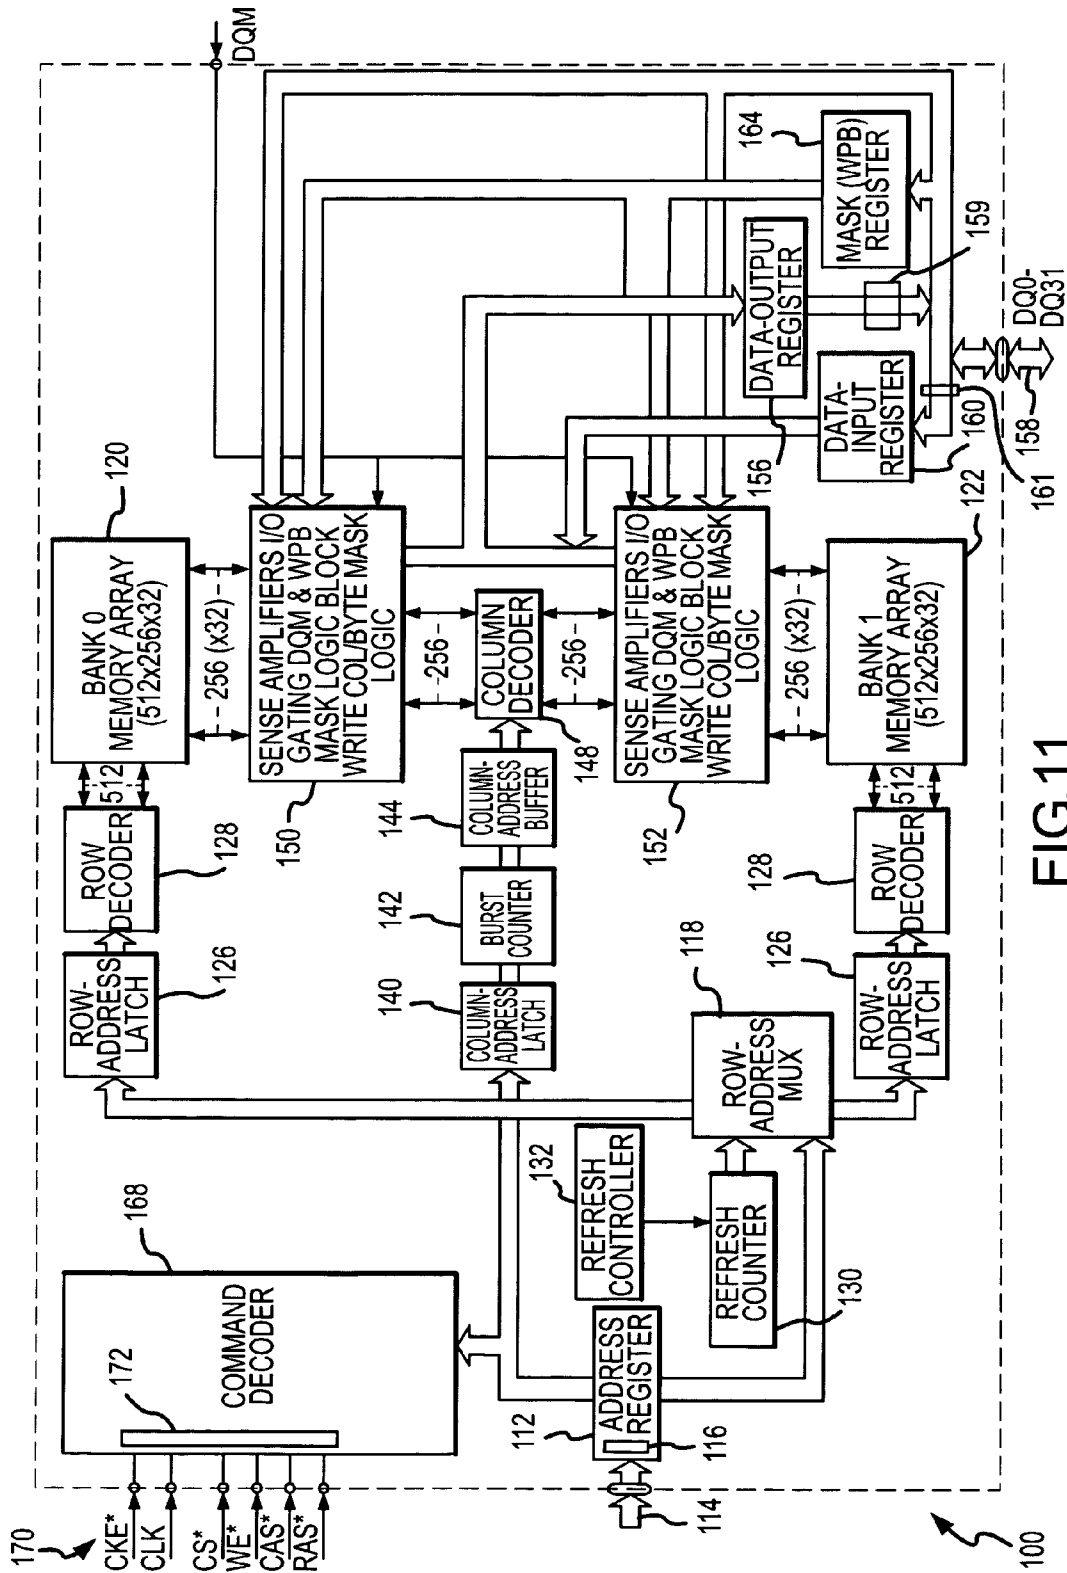 170
CKE*
CLK
CS*
WE*
CAS*
RAS*
172
COMMAND
DECODER
168
114
116
112
ADDRESS
REGISTER
REFRESH
CONTROLLER
132
REFRESH
COUNTER
130
ROW-
ADDRESS
MUX
118
ROW-
ADDRESS
LATCH
126
ROW
DECODER
128
512
BANK 0
MEMORY ARRAY
(512x256x32)
120
256 (x32)
SENSE AMPLIFIERS I/O
GATING DQM & WPB
MASK LOGIC BLOCK
WRITE COL/BYTE MASK
LOGIC
150
256
COLUMN-
ADDRESS
LATCH
140
BURST
COUNTER
142
COLUMN-
ADDRESS
BUFFER
144
COLUMN
DECODER
148
256
SENSE AMPLIFIERS I/O
GATING DQM & WPB
MASK LOGIC BLOCK
WRITE COL/BYTE MASK
LOGIC
152
256 (x32)
BANK 1
MEMORY ARRAY
(512x256x32)
122
ROW-
ADDRESS
LATCH
126
ROW
DECODER
128
512
DQM
DATA-OUTPUT
REGISTER
156
DATA-
INPUT
REGISTER
160
MASK (WPB)
REGISTER
164
159
161
158
DQ0-
DQ31
100
FIG.11